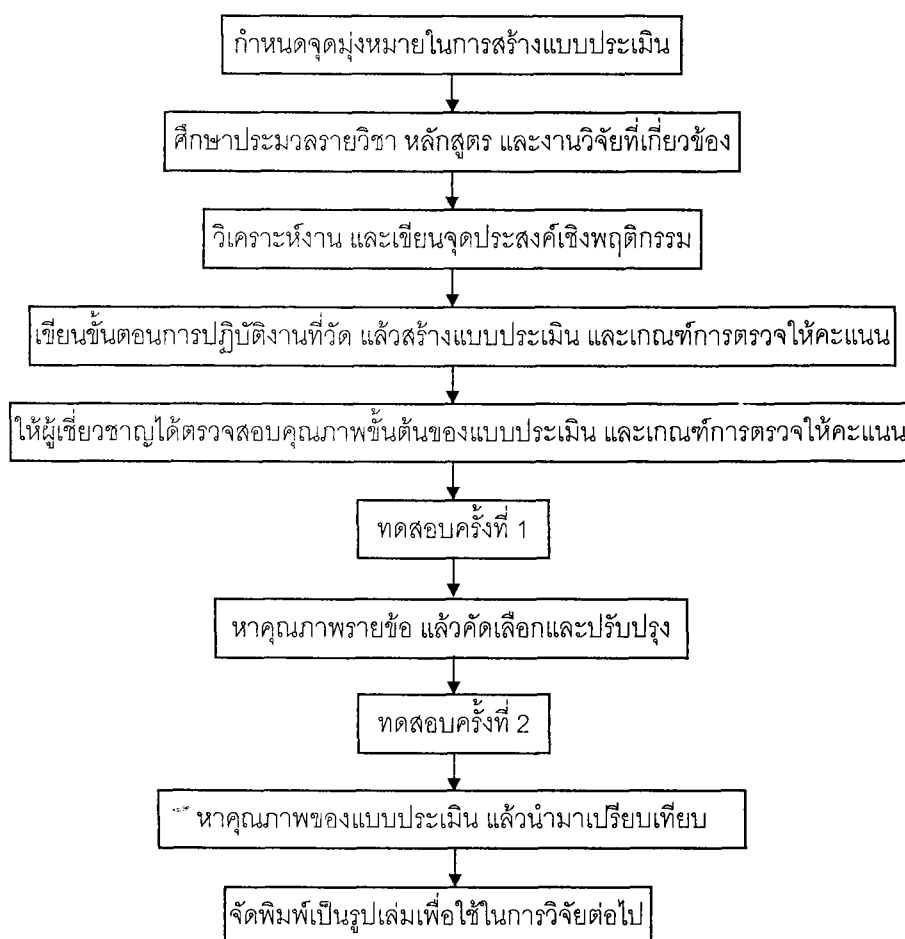 กำหนดจุดมุ่งหมายในการสร้างแบบประเมิน
ศึกษาประมวลรายวิชา หลักสูตร และงานวิจัยที่เกี่ยวข้อง
วิเคราะห์งาน และเขียนจุดประสงค์เชิงพฤติกรรม
เขียนขั้นตอนการปฏิบัติงานที่วัด แล้วสร้างแบบประเมิน และเกณฑ์การตรวจให้คะแนน
ให้ผู้เชี่ยวชาญได้ตรวจสอบคุณภาพขั้นต้นของแบบประเมิน และเกณฑ์การตรวจให้คะแนน
ทดสอบครั้งที่ 1
หาคุณภาพรายข้อ แล้วคัดเลือกและปรับปรุง
ทดสอบครั้งที่ 2
หาคุณภาพของแบบประเมิน แล้วนำมาเปรียบเทียบ
จัดพิมพ์เป็นรูปเล่มเพื่อใช้ในการวิจัยต่อไป